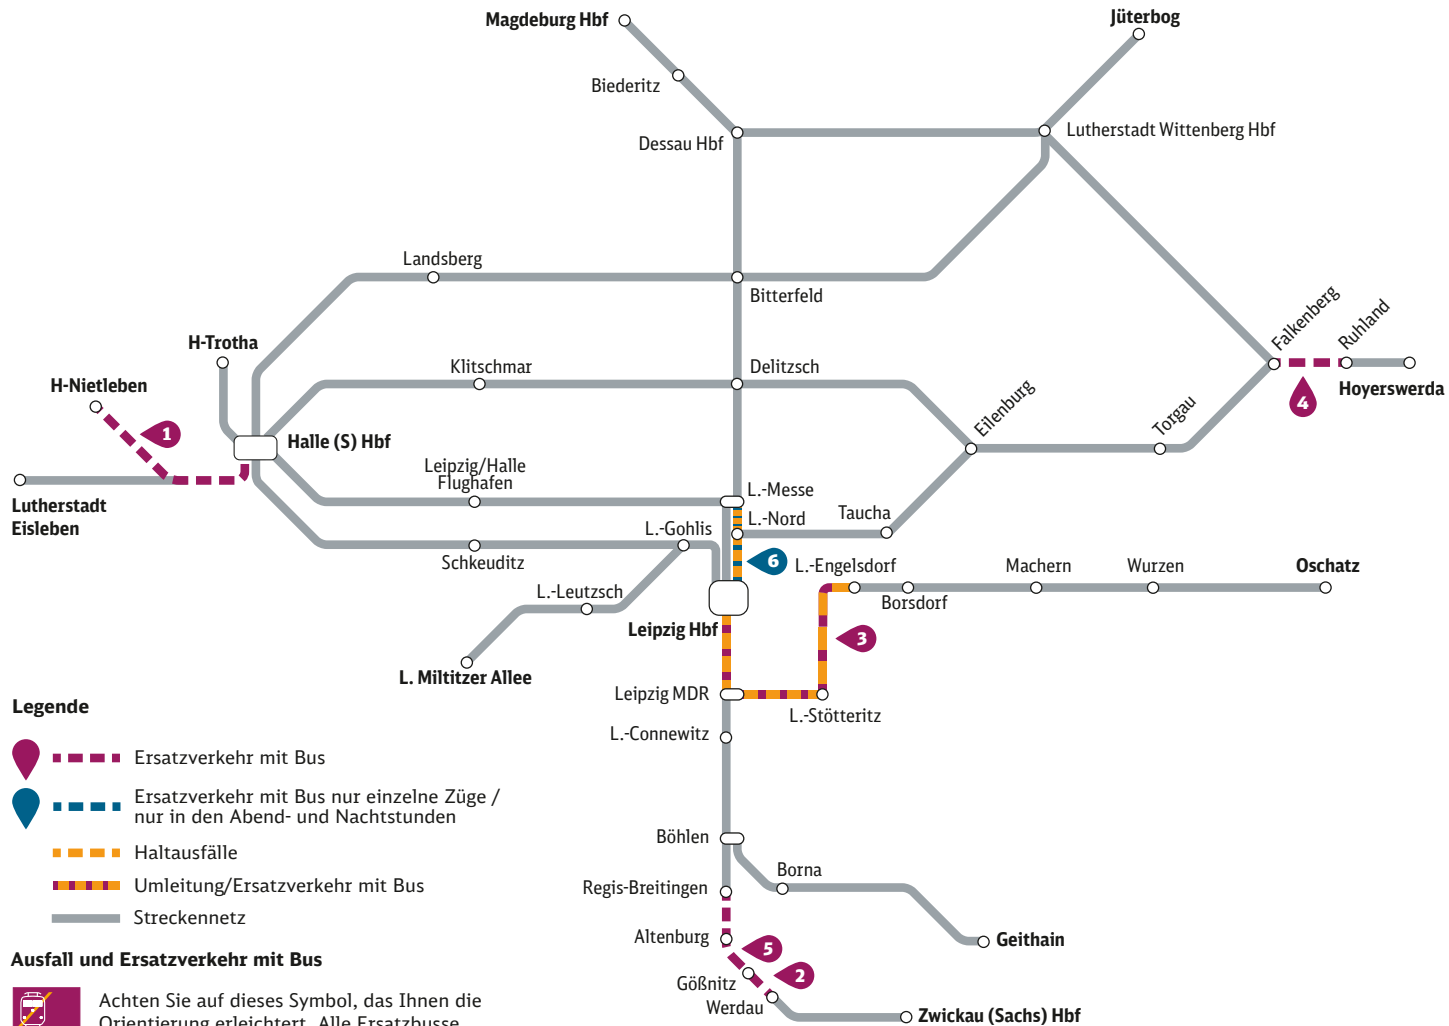 Magdeburg Hbf
Jüterbog
Biederitz
Dessau Hbf
Lutherstadt Wittenberg Hbf
Landsberg
Bitterfeld
H-Trotha
Klitschmar
Delitzsch
Falkenberg
Ruhland
H-Nietleben
Hoyerswerda
4
1
Halle (S) Hbf
Eilenburg
Torgau
Leipzig/Halle
Flughafen
L.-Messe
Lutherstadt
Eisleben
L.-Nord
Taucha
L.-Gohlis
Schkeuditz
6
L.-Engelsdorf
Machern
Wurzen
Oschatz
L.-Leutzsch
Borsdorf
Leipzig Hbf
3
L. Miltitzer Allee
Leipzig MDR
L.-Stötteritz
L.-Connewitz
Böhlen
Borna
Regis-Breitingen
Altenburg
Geithain
5
2
Gößnitz
Werdau
Zwickau (Sachs) Hbf
Legende
Ersatzverkehr mit Bus
Ersatzverkehr mit Bus nur einzelne Züge /
nur in den Abend- und Nachtstunden
Haltausfälle
Umleitung/Ersatzverkehr mit Bus
Streckennetz
Ausfall und Ersatzverkehr mit Bus
Achten Sie auf dieses Symbol, das Ihnen die
Orientierung erleichtert. Alle Ersatzbusse